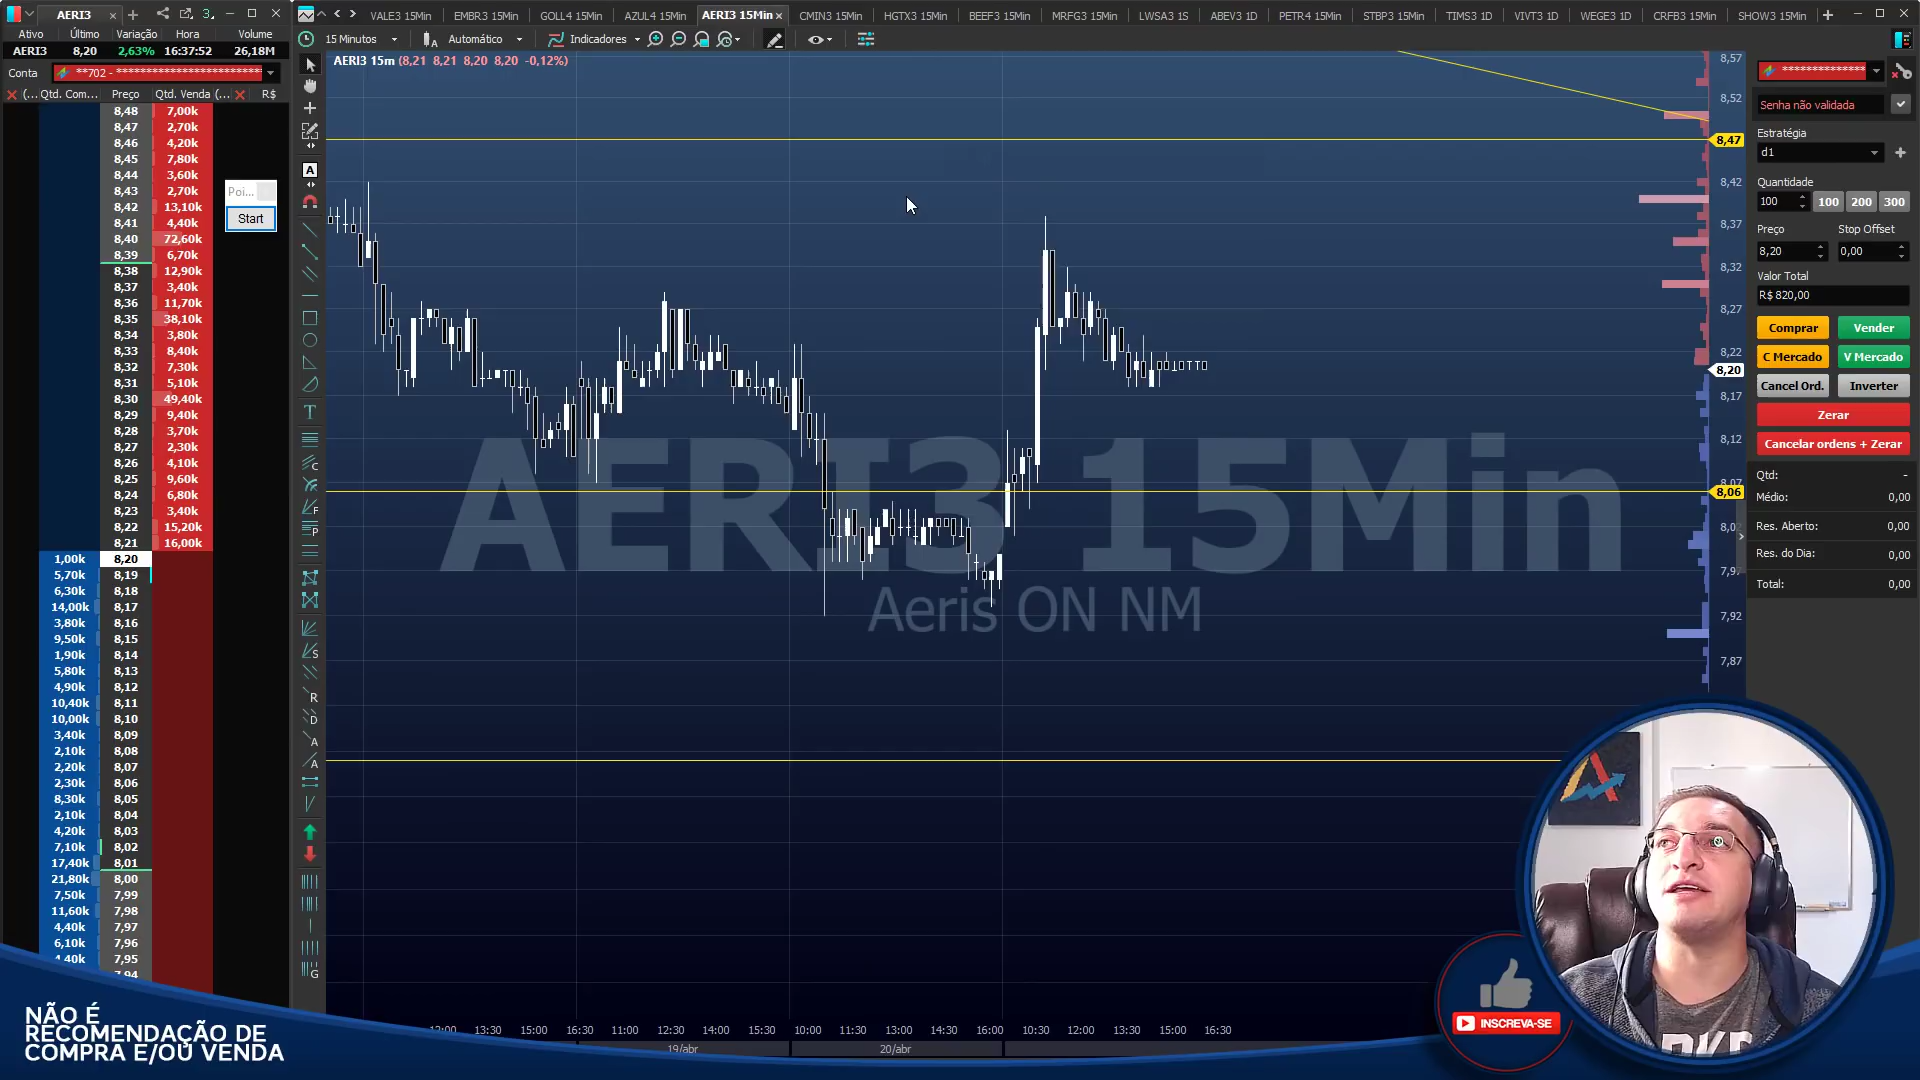 AERI3
Ativo Último Variação Hora Volume
AERI3 8,20 2,63% 16:37:52 26,18M
Conta **702 - **************************
(... Qtd. Com... Preço Qtd. Venda (... R$
8,48 7,00k
8,47 2,70k
8,46 4,20k
8,45 7,80k
8,44 3,60k
8,43 2,70k
8,42 13,10k
8,41 4,40k
8,40 72,60k
8,39 6,70k
8,38 12,90k
8,37 3,40k
8,36 11,70k
8,35 38,10k
8,34 3,80k
8,33 8,40k
8,32 7,30k
8,31 5,10k
8,30 49,40k
8,29 9,40k
8,28 3,70k
8,27 2,30k
8,26 4,10k
8,25 9,60k
8,24 6,80k
8,23 3,40k
8,22 15,20k
8,21 16,00k
1,00k 8,20
5,70k 8,19
6,30k 8,18
14,00k 8,17
3,80k 8,16
9,50k 8,15
1,90k 8,14
5,80k 8,13
4,90k 8,12
10,40k 8,11
10,00k 8,10
3,40k 8,09
2,10k 8,08
2,20k 8,07
2,30k 8,06
8,30k 8,05
2,10k 8,04
4,20k 8,03
7,10k 8,02
17,40k 8,01
21,80k 8,00
7,50k 7,99
11,60k 7,98
4,40k 7,97
6,10k 7,96
4,40k 7,95
7,94
Poi...
Start
VALE3 15Min EMBR3 15Min GOLL4 15Min AZUL4 15Min AERI3 15Min CMIN3 15Min HGTX3 15Min BEEF3 15Min MRFG3 15Min LWSA3 1S ABEV3 1D PETR4 15Min STBP3 15Min TIMS3 1D VIVT3 1D WEGE3 1D CRFB3 15Min SHOW3 15Min
15 Minutos Automático Indicadores
AERI3 15m (8,21 8,21 8,20 8,20 -0,12%)
AERI3 15Min
Aeris ON NM
8,57
8,52
8,47
8,42
8,37
8,32
8,27
8,22
8,20
8,17
8,12
8,07
8,06
8,02
7,97
7,92
7,87
13:30 15:00 16:30 11:00 12:30 14:00 15:30 10:00 11:30 13:00 14:30 16:00 10:30 12:00 13:30 15:00 16:30
19/abr 20/abr
***************
Senha não validada
Estratégia
d1
Quantidade
100 100 200 300
Preço Stop Offset
8,20 0,00
Valor Total
R$ 820,00
Comprar Vender
C Mercado V Mercado
Cancel Ord. Inverter
Zerar
Cancelar ordens + Zerar
Qtd: -
Médio: 0,00
Res. Aberto: 0,00
Res. do Dia: 0,00
Total: 0,00
NÃO É
RECOMENDAÇÃO DE
COMPRA E/OU VENDA
INSCREVA-SE